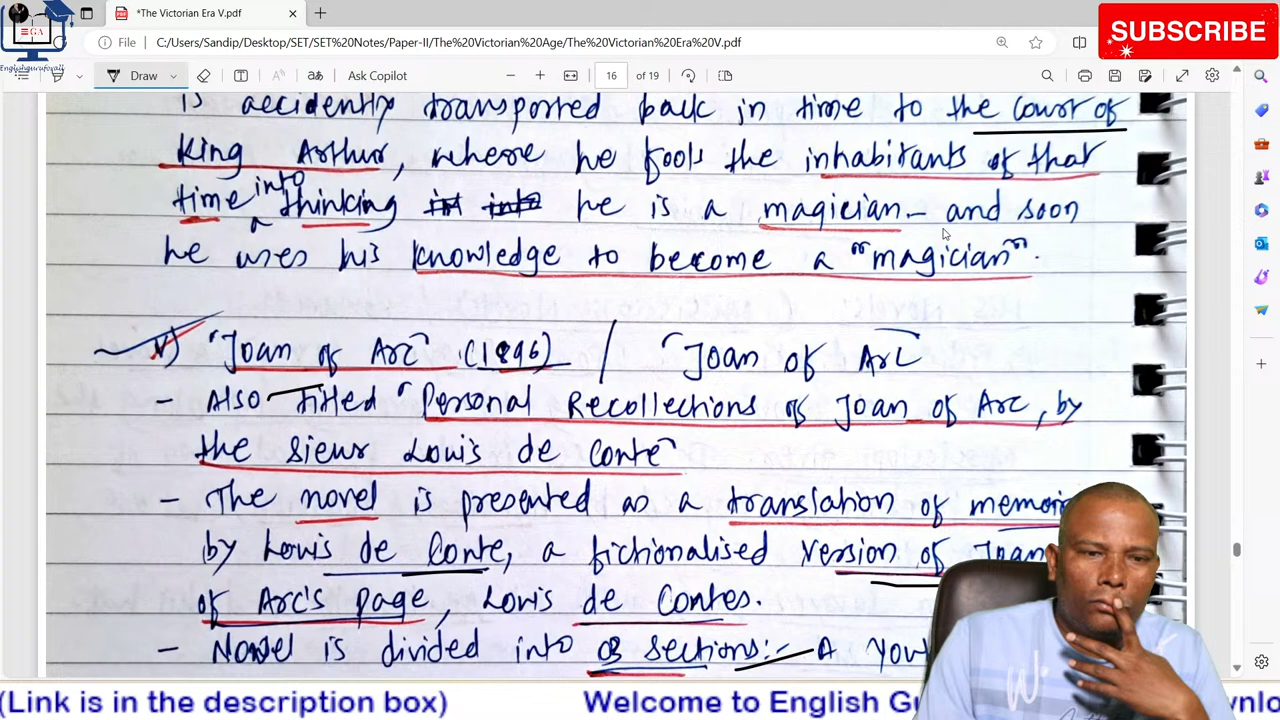 *The Victorian Era V.pdf
SUBSCRIBE
EGA
Englishguruforall
File C:/Users/Sandip/Desktop/SET/SET%20Notes/Paper-II/The%20Victorian%20Age/The%20Victorian%20Era%20V.pdf
Draw Ask Copilot 16 of 19
is accidently transported back in time to the court of
King Arthur, where he fools the inhabitants of that
time into a thinking he is a magician - and soon
he uses his knowledge to become a "magician".
v) "Joan of Arc" (1896) / "Joan of Arc
- Also titled "Personal Recollections of Joan of Arc, by
the Sieur Louis de Conte"
- The novel is presented as a translation of
by Louis de Conte, a fictionalised version of Joan
of Arc's page, Louis de Contes.
- Novel is divided into 03 sections:- A
(Link is in the description box) Welcome to English Gu